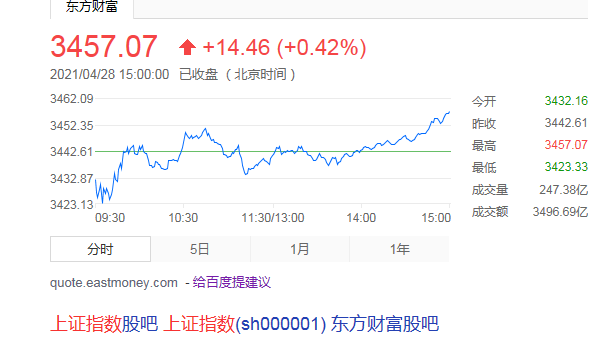 东方财富
3457.07 +14.46 (+0.42%)
2021/04/28 15:00:00 已收盘 ( 北京时间 )
3462.09
3452.35
3442.61
3432.87
3423.13
09:30 10:30 11:30/13:00 14:00 15:00
今开 3432.16
昨收 3442.61
最高 3457.07
最低 3423.33
成交量 247.38亿
成交额 3496.69亿
分时 5日 1月 1年
quote.eastmoney.com - 给百度提建议
上证指数股吧 上证指数(sh000001) 东方财富股吧